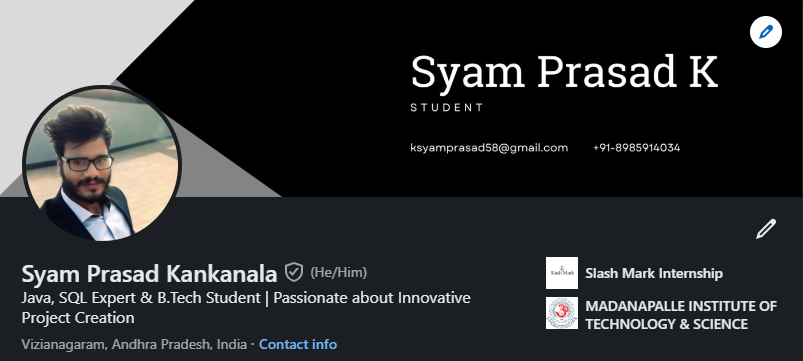 Syam Prasad K
STUDENT
ksyamprasad58@gmail.com +91-8985914034
Syam Prasad Kankanala (He/Him)
Java, SQL Expert & B.Tech Student | Passionate about Innovative
Project Creation
Vizianagaram, Andhra Pradesh, India · Contact info
Slash Mark
Slash Mark Internship
MADANAPALLE INSTITUTE OF
TECHNOLOGY & SCIENCE